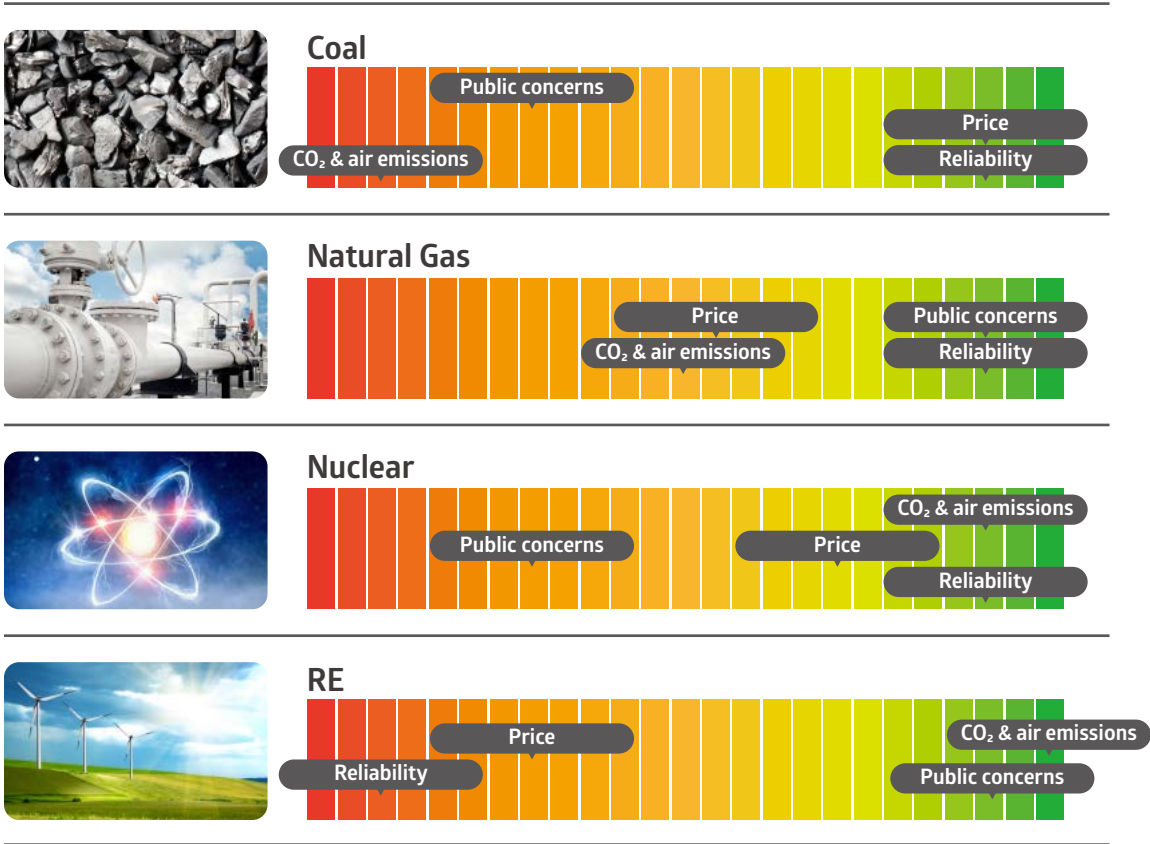 Coal
Public concerns
Price
CO₂ & air emissions
Reliability
Natural Gas
Price
Public concerns
CO₂ & air emissions
Reliability
Nuclear
CO₂ & air emissions
Public concerns
Price
Reliability
RE
Price
CO₂ & air emissions
Reliability
Public concerns